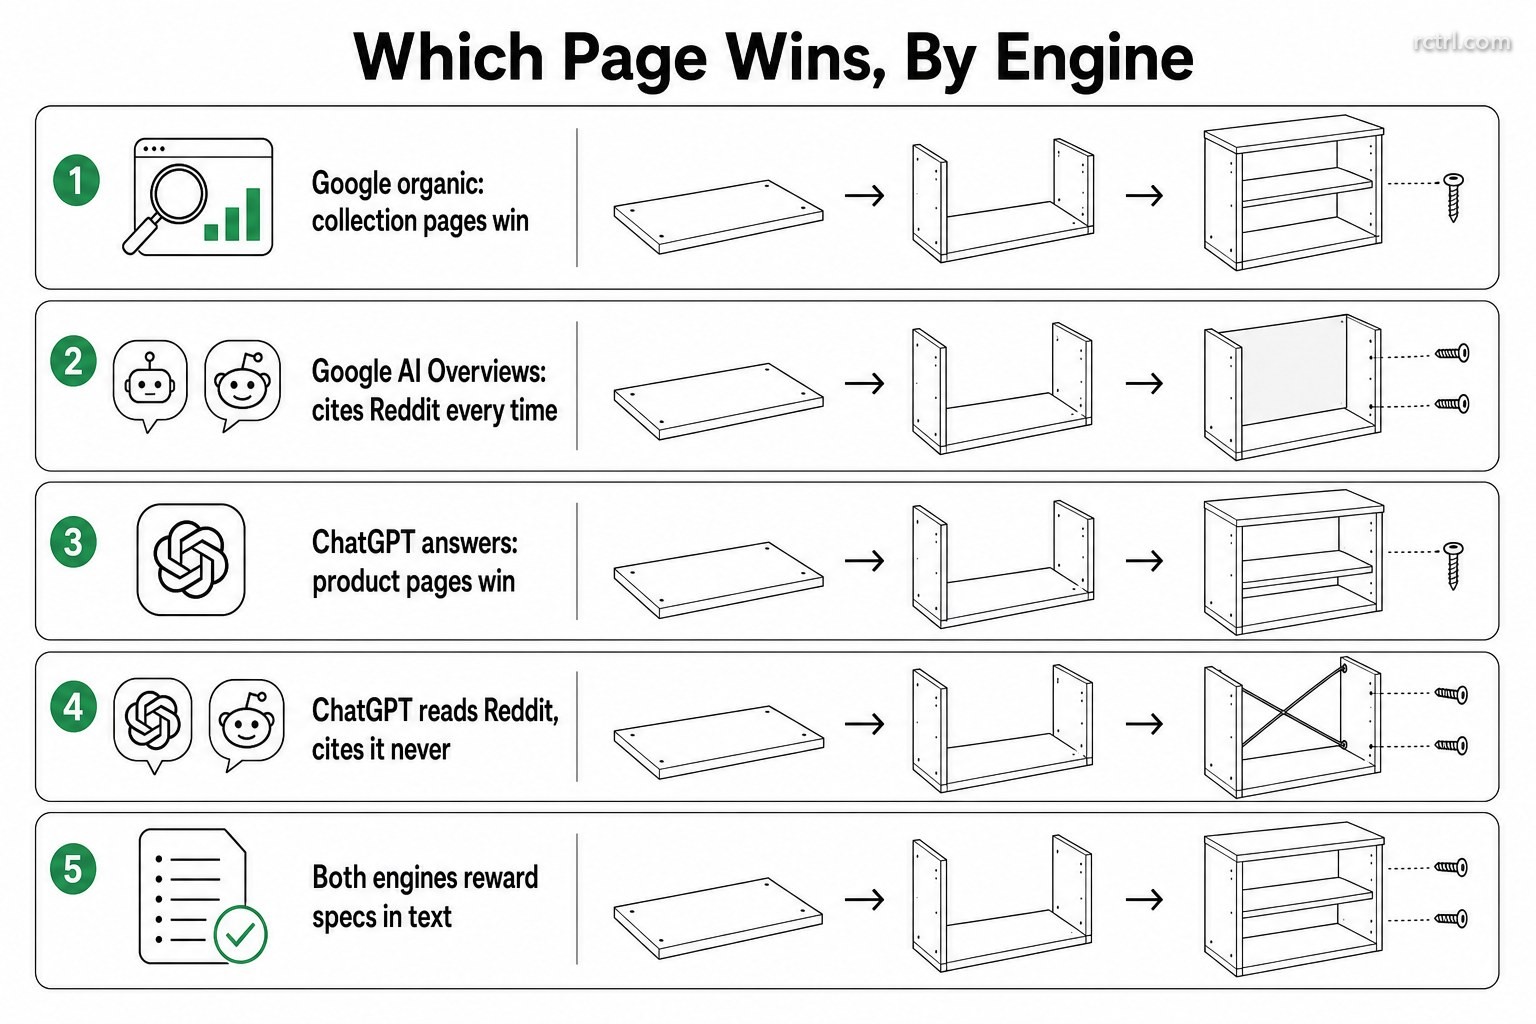 Which Page Wins, By Engine
rctrl.com
1
Google organic:
collection pages win
2
Google AI Overviews:
cites Reddit every time
3
ChatGPT answers:
product pages win
4
ChatGPT reads Reddit,
cites it never
5
Both engines reward
specs in text